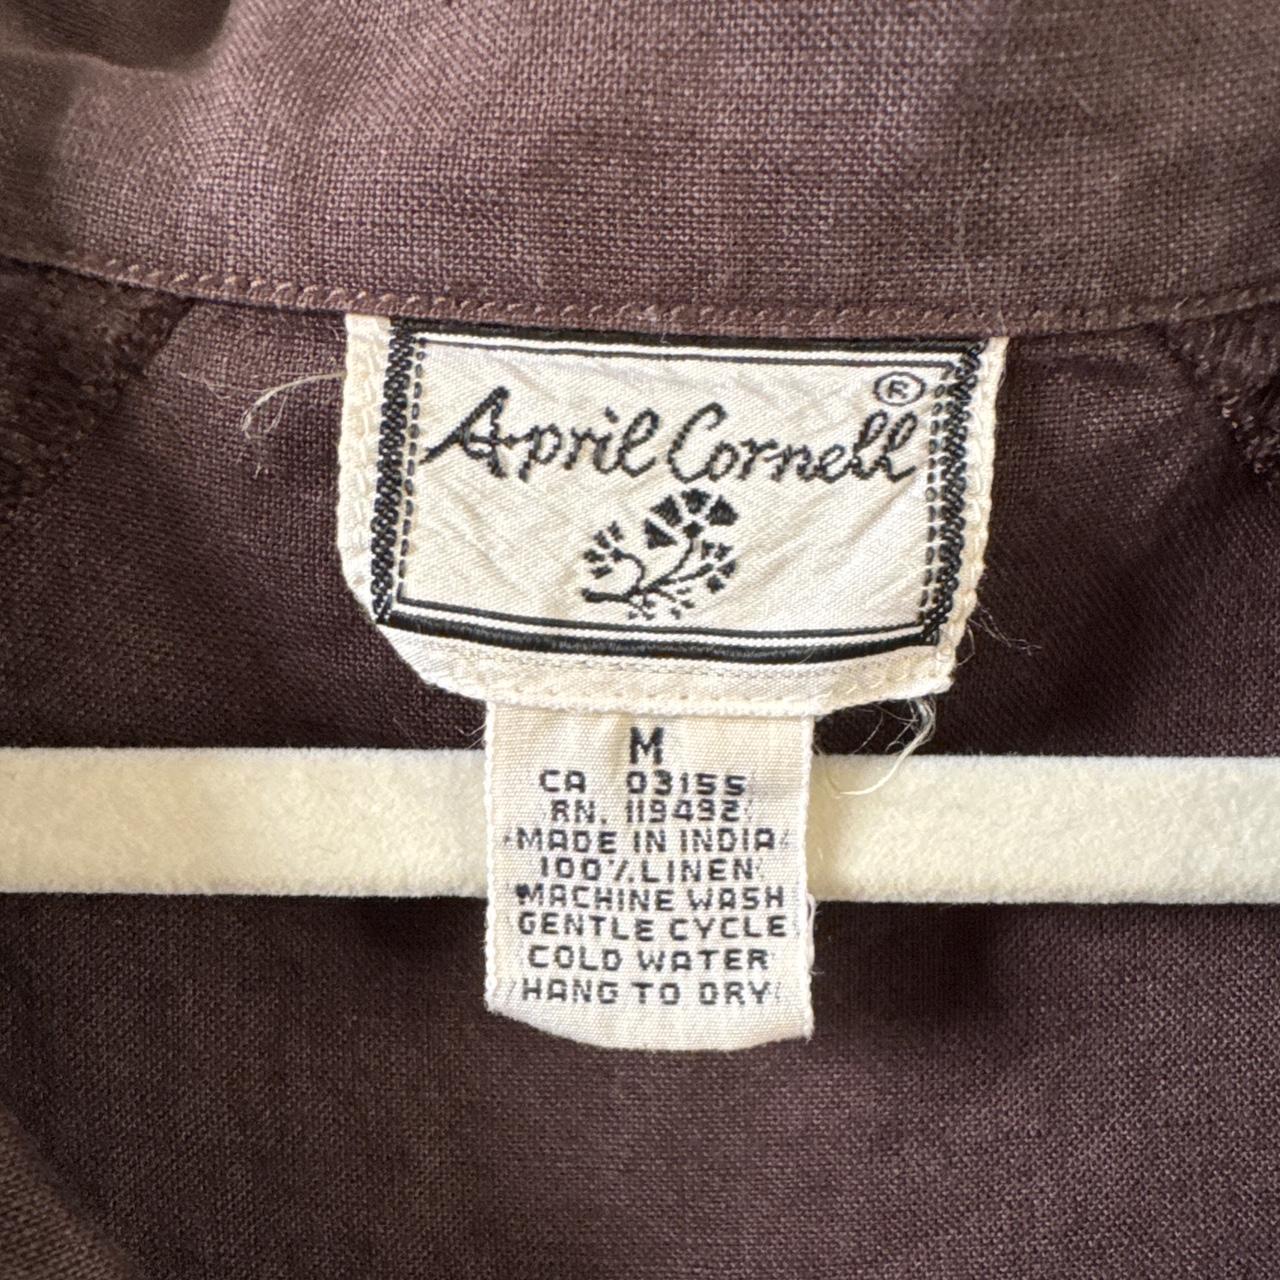 April Cornell ®
M
CA 03155
RN. 119492
MADE IN INDIA
100% LINEN
MACHINE WASH
GENTLE CYCLE
COLD WATER
HANG TO DRY